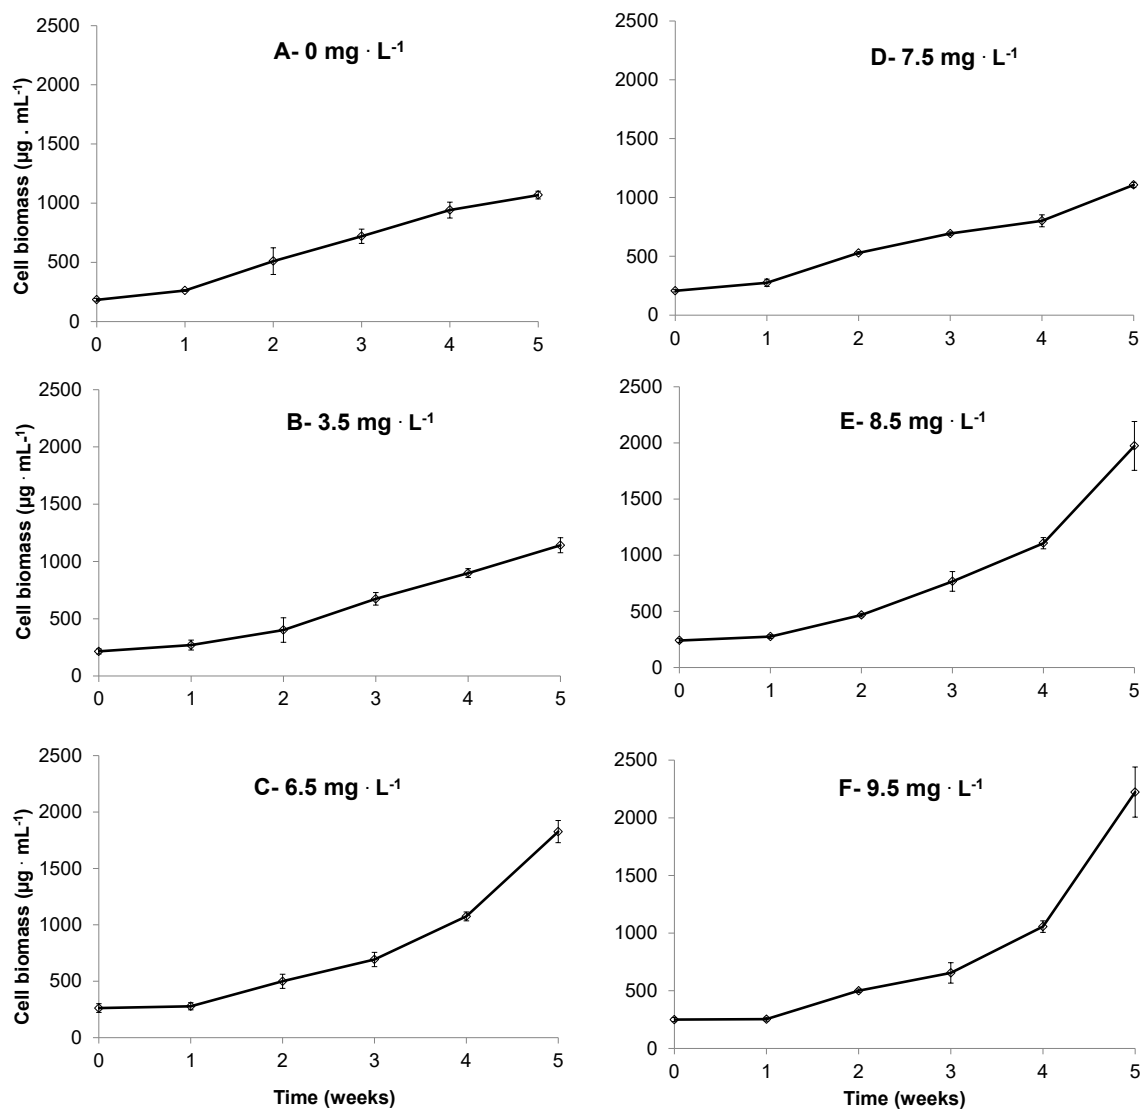 A- 0 mg · L-1
Cell biomass (µg . mL-1)
2500
2000
1500
1000
500
0
0 1 2 3 4 5
D- 7.5 mg · L-1
2500
2000
1500
1000
500
0
0 1 2 3 4 5
B- 3.5 mg · L-1
Cell biomass (µg · mL-1)
2500
2000
1500
1000
500
0
0 1 2 3 4 5
E- 8.5 mg · L-1
2500
2000
1500
1000
500
0
0 1 2 3 4 5
C- 6.5 mg · L-1
Cell biomass (µg · mL-1)
2500
2000
1500
1000
500
0
0 1 2 3 4 5
Time (weeks)
F- 9.5 mg · L-1
2500
2000
1500
1000
500
0
0 1 2 3 4 5
Time (weeks)